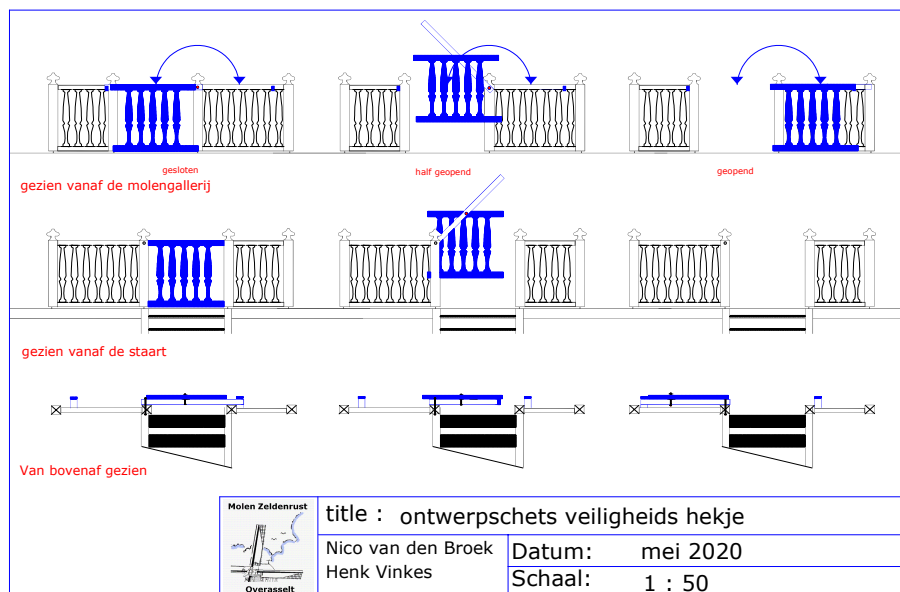 gesloten
half geopend
geopend
gezien vanaf de molengallerij
gezien vanaf de staart
Van bovenaf gezien
Molen Zeldenrust
Overasselt
title : ontwerpschets veiligheids hekje
Nico van den Broek
Henk Vinkes
Datum: mei 2020
Schaal: 1 : 50